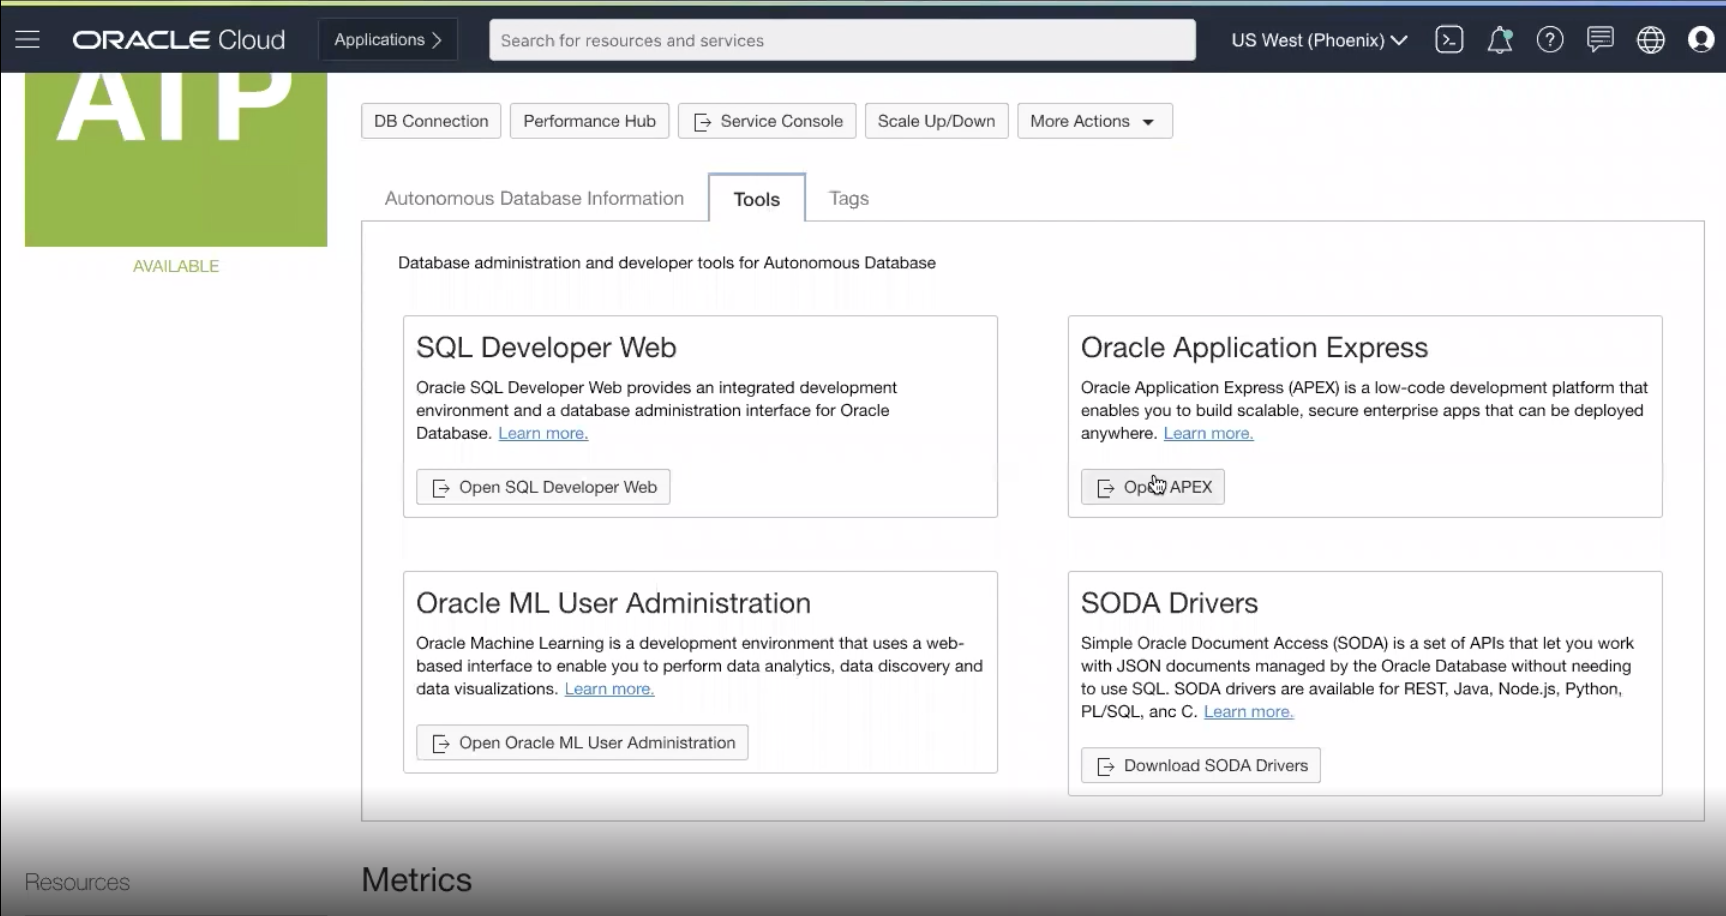 ORACLE Cloud
Applications
Search for resources and services
US West (Phoenix)
ATP
AVAILABLE
DB Connection
Performance Hub
Service Console
Scale Up/Down
More Actions
Autonomous Database Information
Tools
Tags
Database administration and developer tools for Autonomous Database
SQL Developer Web
Oracle SQL Developer Web provides an integrated development
environment and a database administration interface for Oracle
Database. Learn more.
Open SQL Developer Web
Oracle Application Express
Oracle Application Express (APEX) is a low-code development platform that
enables you to build scalable, secure enterprise apps that can be deployed
anywhere. Learn more.
Open APEX
Oracle ML User Administration
Oracle Machine Learning is a development environment that uses a web-
based interface to enable you to perform data analytics, data discovery and
data visualizations. Learn more.
Open Oracle ML User Administration
SODA Drivers
Simple Oracle Document Access (SODA) is a set of APIs that let you work
with JSON documents managed by the Oracle Database without needing
to use SQL. SODA drivers are available for REST, Java, Node.js, Python,
PL/SQL, anc C. Learn more.
Download SODA Drivers
Resources
Metrics